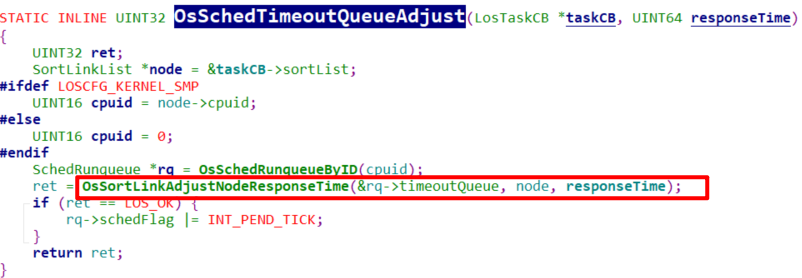 STATIC INLINE UINT32 OsSchedTimeoutQueueAdjust(LosTaskCB *taskCB, UINT64 responseTime)
{
    UINT32 ret;
    SortLinkList *node = &taskCB->sortList;
#ifdef LOSCFG_KERNEL_SMP
    UINT16 cpuid = node->cpuid;
#else
    UINT16 cpuid = 0;
#endif
    SchedRunqueue *rq = OsSchedRunqueueByID(cpuid);
    ret = OsSortLinkAdjustNodeResponseTime(&rq->timeoutQueue, node, responseTime);
    if (ret == LOS_OK) {
        rq->schedFlag |= INT_PEND_TICK;
    }
    return ret;
}